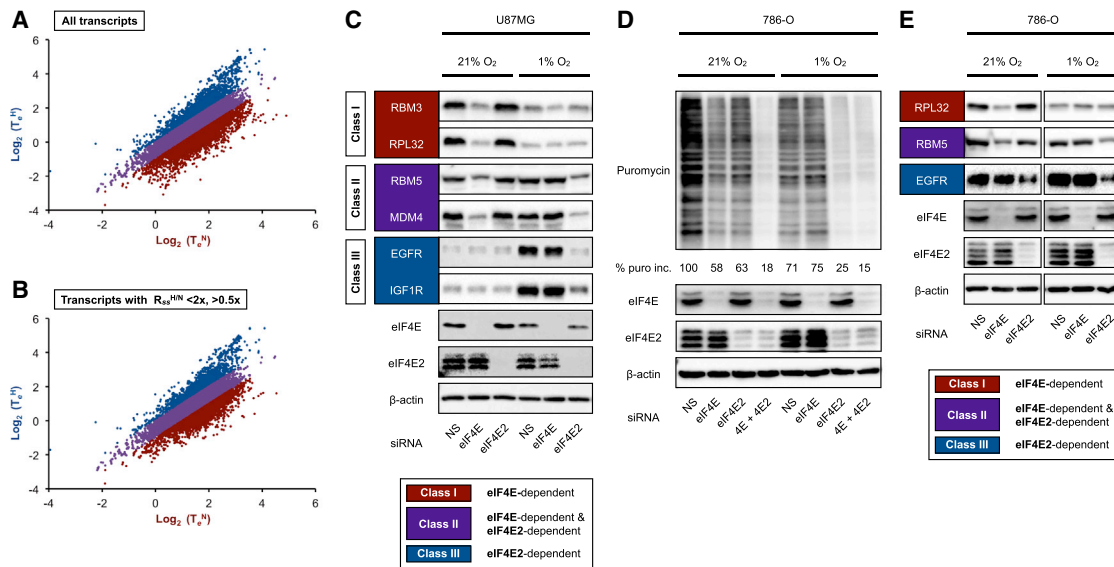 A
All transcripts
6
4
2
0
-2
-4
-4
-2
0
2
4
6
Log₂ (Tₑᴴ)
Log₂ (Tₑᴺ)
B
Transcripts with Rₛₛᴴ/ᴺ <2x, >0.5x
6
4
2
0
-2
-4
-4
-2
0
2
4
6
Log₂ (Tₑᴴ)
Log₂ (Tₑᴺ)
C
U87MG
21% O₂ 1% O₂
Class I
RBM3
RPL32
Class II
RBM5
MDM4
Class III
EGFR
IGF1R
eIF4E
eIF4E2
β-actin
siRNA
NS eIF4E eIF4E2 NS eIF4E eIF4E2
Class I eIF4E-dependent
Class II eIF4E-dependent &
eIF4E2-dependent
Class III eIF4E2-dependent
D
786-O
21% O₂ 1% O₂
Puromycin
% puro inc. 100 58 63 18 71 75 25 15
eIF4E
eIF4E2
β-actin
siRNA
NS eIF4E eIF4E2 4E + 4E2 NS eIF4E eIF4E2 4E + 4E2
E
786-O
21% O₂ 1% O₂
RPL32
RBM5
EGFR
eIF4E
eIF4E2
β-actin
siRNA
NS eIF4E eIF4E2 NS eIF4E eIF4E2
Class I eIF4E-dependent
Class II eIF4E-dependent &
eIF4E2-dependent
Class III eIF4E2-dependent